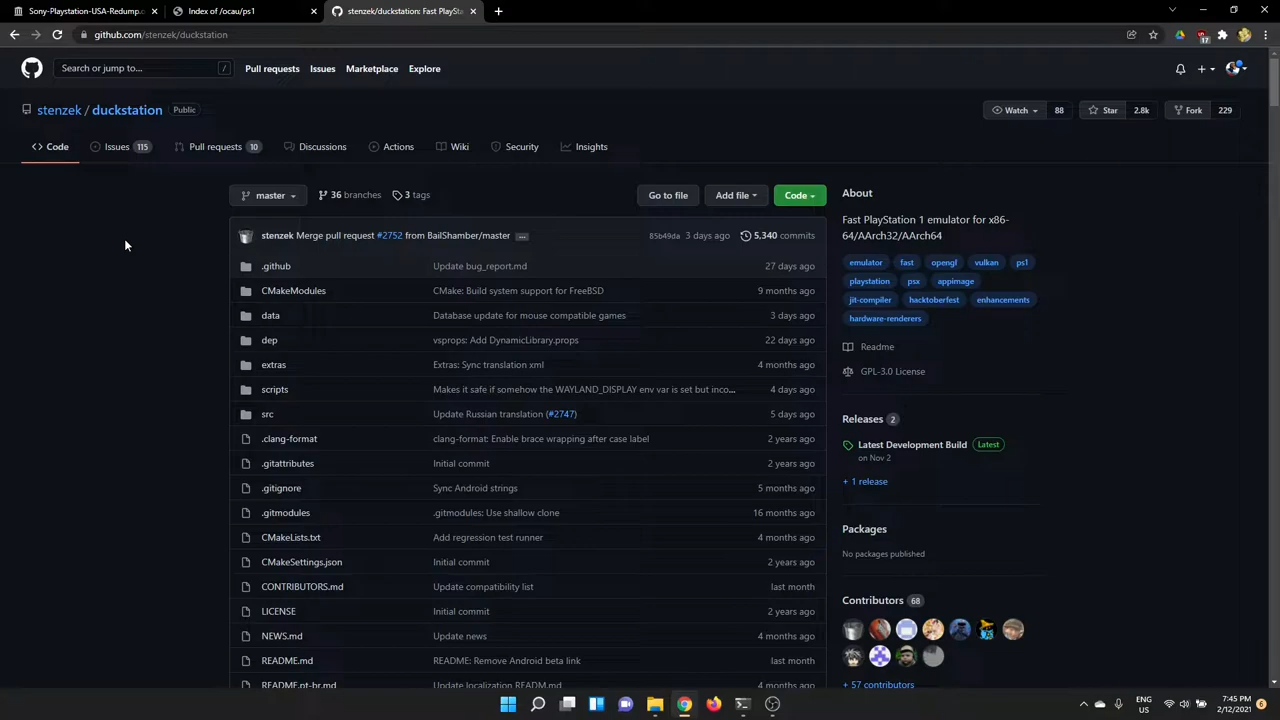 Sony-Playstation-USA-Redump.o
Index of /ocau/ps1
stenzek/duckstation: Fast PlaySta
github.com/stenzek/duckstation
17
Search or jump to...
/
Pull requests
Issues
Marketplace
Explore
stenzek / duckstation
Public
Watch
88
Star
2.8k
Fork
229
Code
Issues
115
Pull requests
10
Discussions
Actions
Wiki
Security
Insights
master
36 branches
3 tags
Go to file
Add file
Code
stenzek Merge pull request #2752 from BailShamber/master
...
85b49da 3 days ago
5,340 commits
.github
Update bug_report.md
27 days ago
CMakeModules
CMake: Build system support for FreeBSD
9 months ago
data
Database update for mouse compatible games
3 days ago
dep
vsprops: Add DynamicLibrary.props
22 days ago
extras
Extras: Sync translation xml
4 months ago
scripts
Makes it safe if somehow the WAYLAND_DISPLAY env var is set but inco...
4 days ago
src
Update Russian translation (#2747)
5 days ago
.clang-format
clang-format: Enable brace wrapping after case label
2 years ago
.gitattributes
Initial commit
2 years ago
.gitignore
Sync Android strings
5 months ago
.gitmodules
.gitmodules: Use shallow clone
16 months ago
CMakeLists.txt
Add regression test runner
4 months ago
CMakeSettings.json
Initial commit
2 years ago
CONTRIBUTORS.md
Update compatibility list
last month
LICENSE
Initial commit
2 years ago
NEWS.md
Update news
4 months ago
README.md
README: Remove Android beta link
last month
README.pt-br.md
Update localization READM.md
4 months ago
About
Fast PlayStation 1 emulator for x86-
64/AArch32/AArch64
emulator
fast
opengl
vulkan
ps1
playstation
psx
appimage
jit-compiler
hacktoberfest
enhancements
hardware-renderers
Readme
GPL-3.0 License
Releases 2
Latest Development Build
Latest
on Nov 2
+ 1 release
Packages
No packages published
Contributors 68
+ 57 contributors
ENG
US
7:45 PM
2/12/2021
6